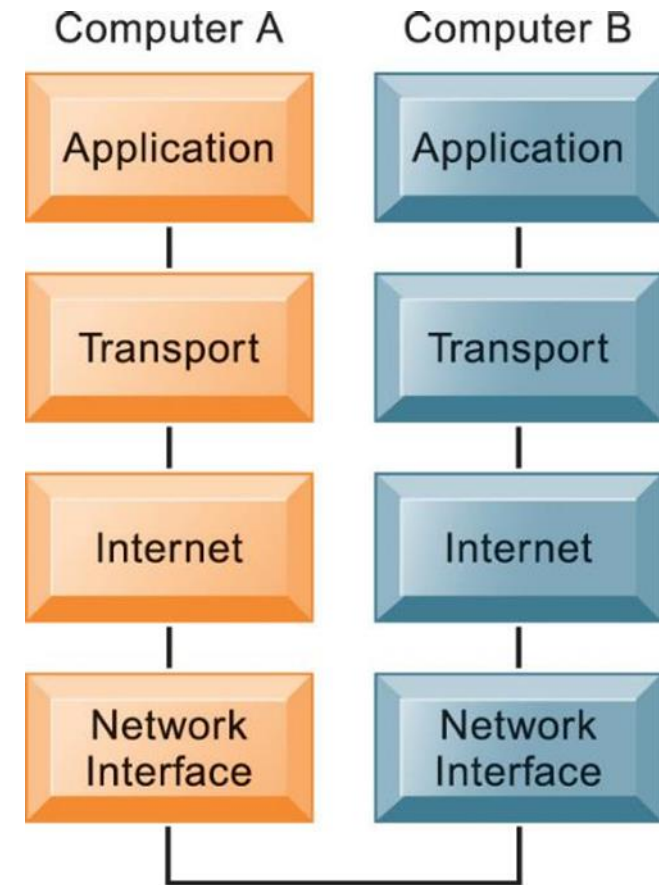 Computer A
Computer B
Application
Application
Transport
Transport
Internet
Internet
Network
Interface
Network
Interface